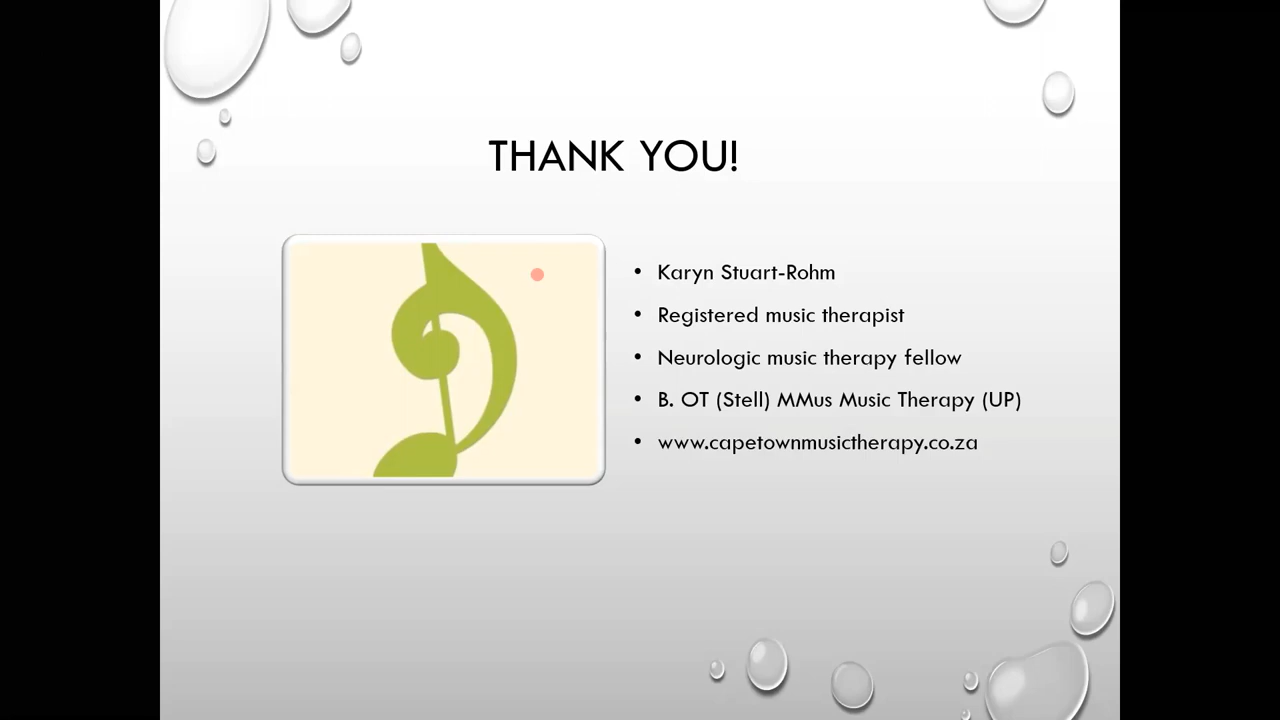 THANK YOU!
• Karyn Stuart-Rohm
• Registered music therapist
• Neurologic music therapy fellow
• B. OT (Stell) MMus Music Therapy (UP)
• www.capetownmusictherapy.co.za